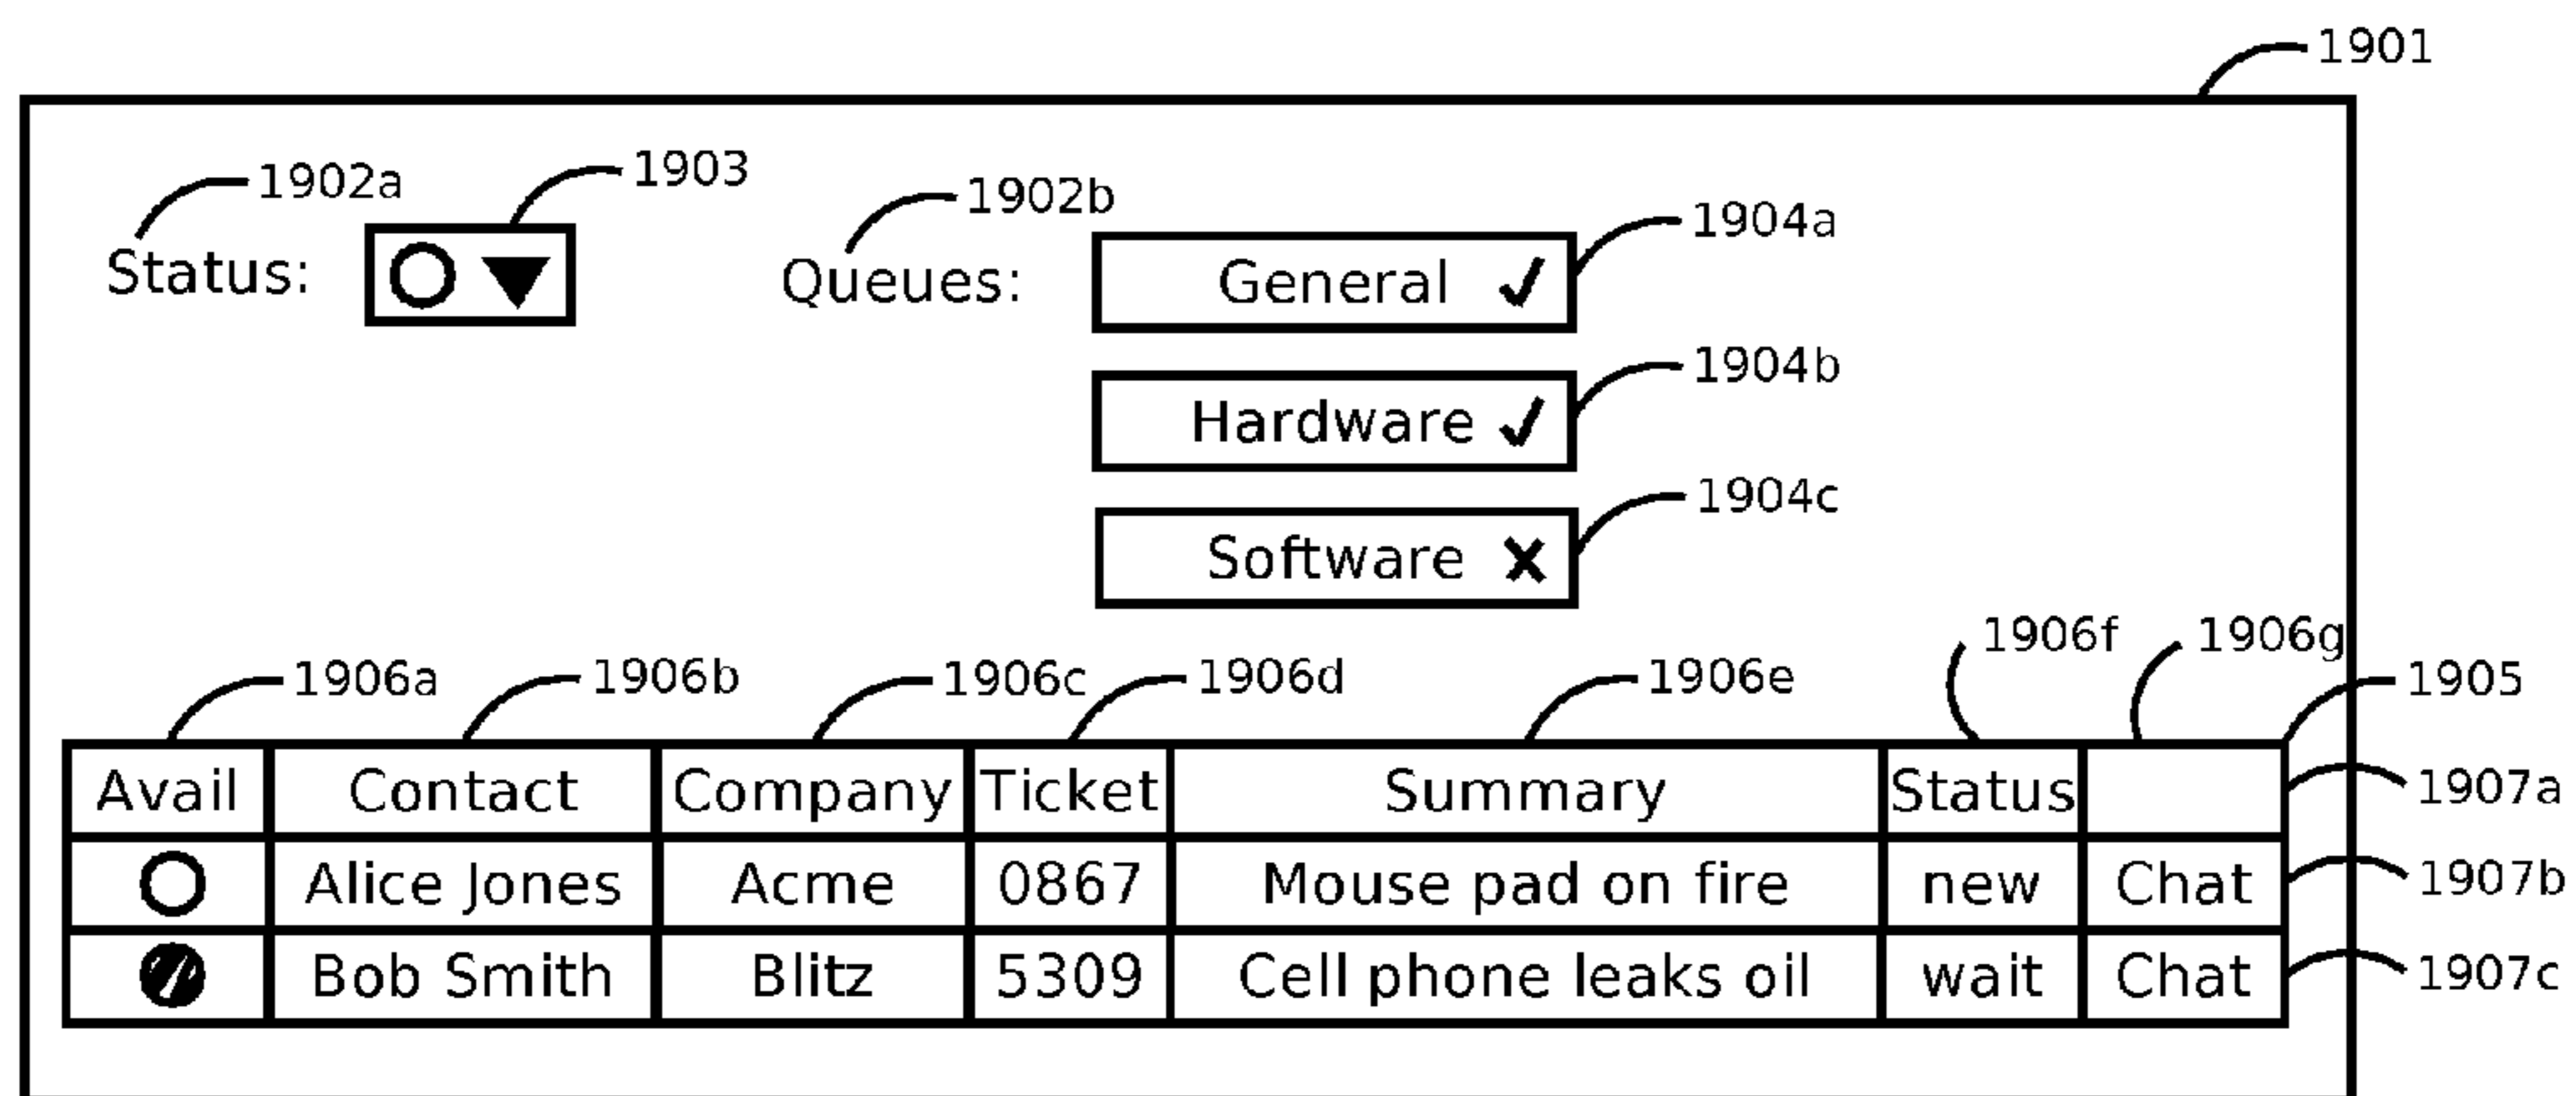 1901
1902a 1903 1902b 1904a
Status: Queues: General ✓
1904b
Hardware ✓
1904c
Software ✗
1906a 1906b 1906c 1906d 1906e 1906f 1906g 1905
Avail Contact Company Ticket Summary Status 1907a
Alice Jones Acme 0867 Mouse pad on fire new Chat 1907b
Bob Smith Blitz 5309 Cell phone leaks oil wait Chat 1907c